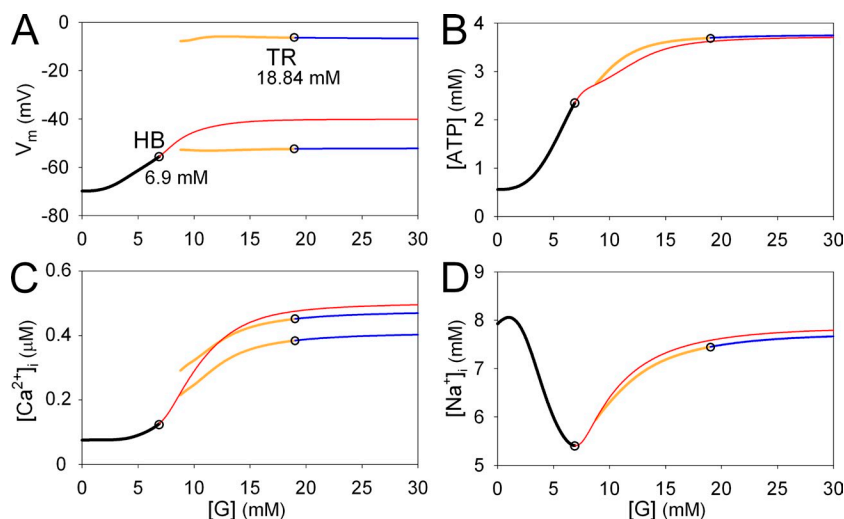 A
B
0
-20
-40
-60
-80
V_m (mV)
TR
18.84 mM
HB
6.9 mM
0 5 10 15 20 25 30
4
3
2
1
0
[ATP] (mM)
0 5 10 15 20 25 30
C
D
0.6
0.4
0.2
0
[Ca²⁺]ᵢ (µM)
0 5 10 15 20 25 30
[G] (mM)
9
8
7
6
5
[Na⁺]ᵢ (mM)
0 5 10 15 20 25 30
[G] (mM)